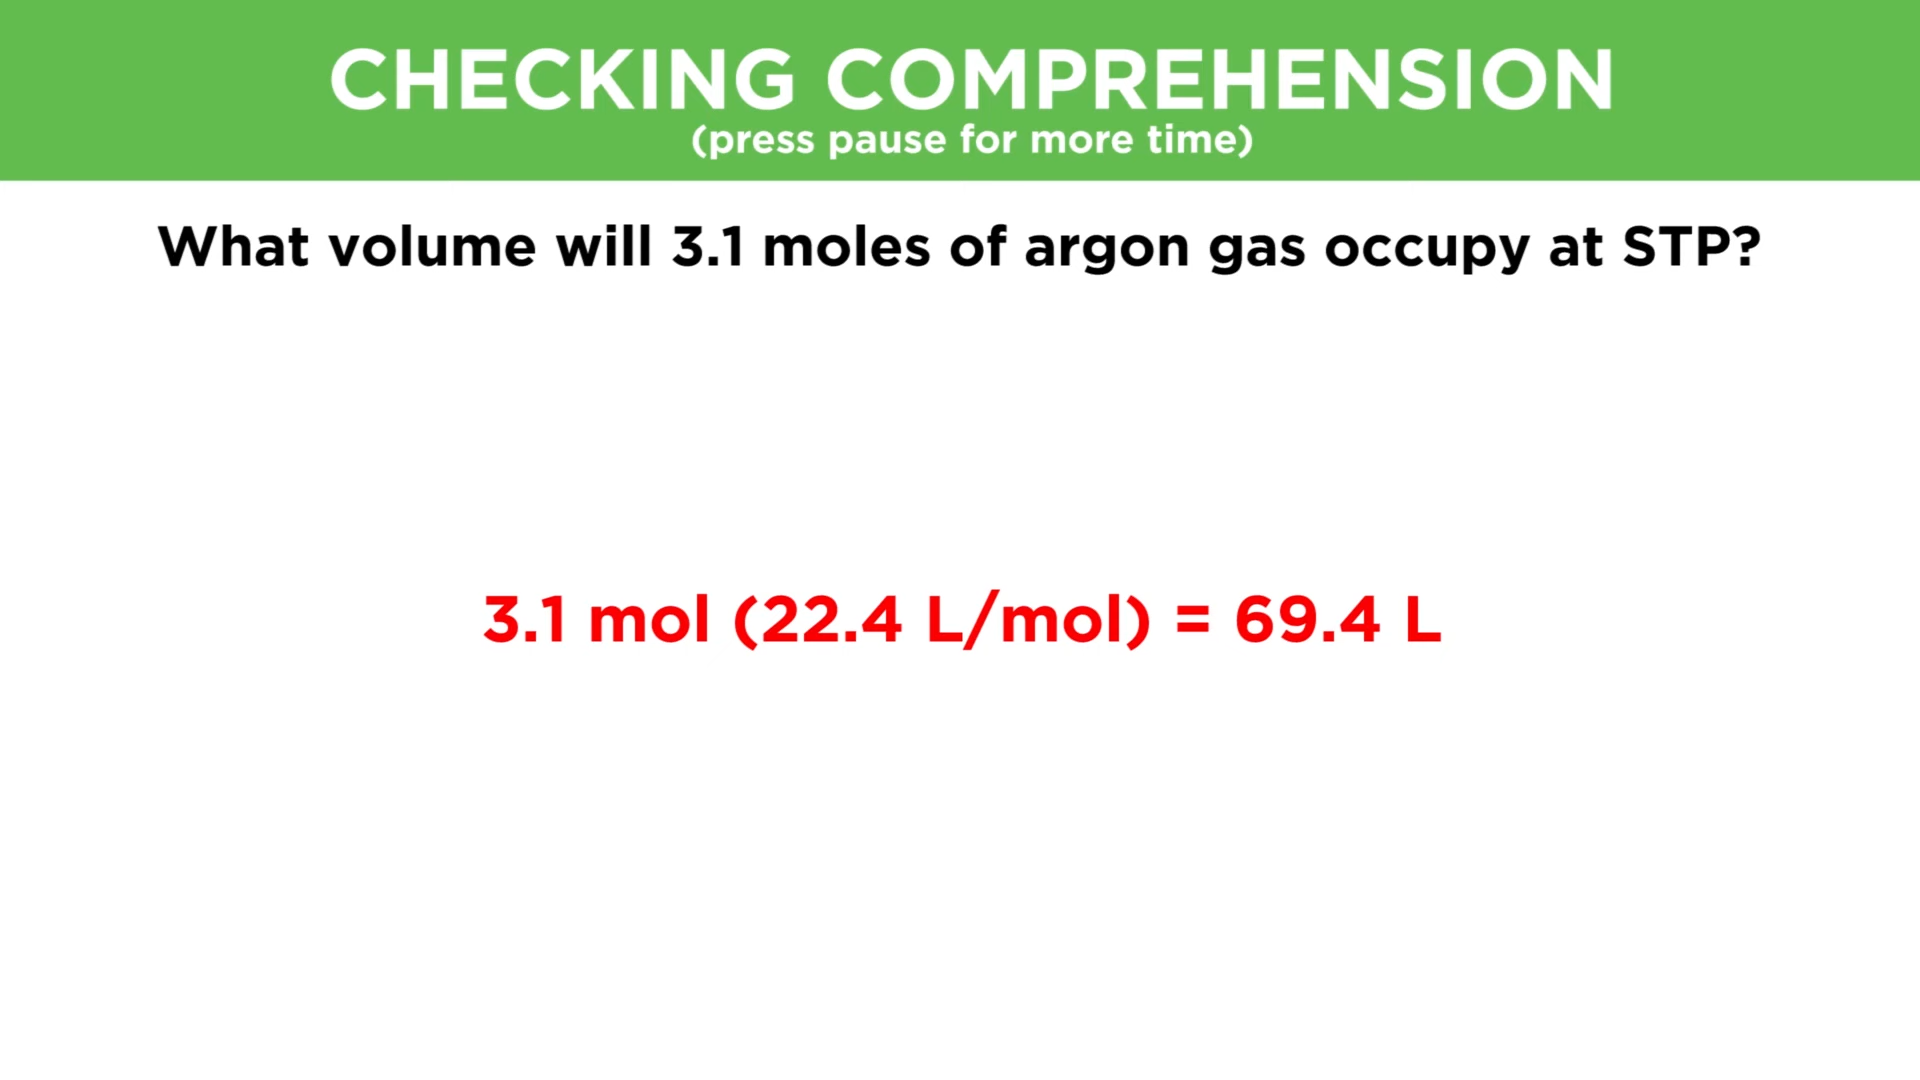 CHECKING COMPREHENSION
(press pause for more time)
What volume will 3.1 moles of argon gas occupy at STP?
3.1 mol (22.4 L/mol) = 69.4 L